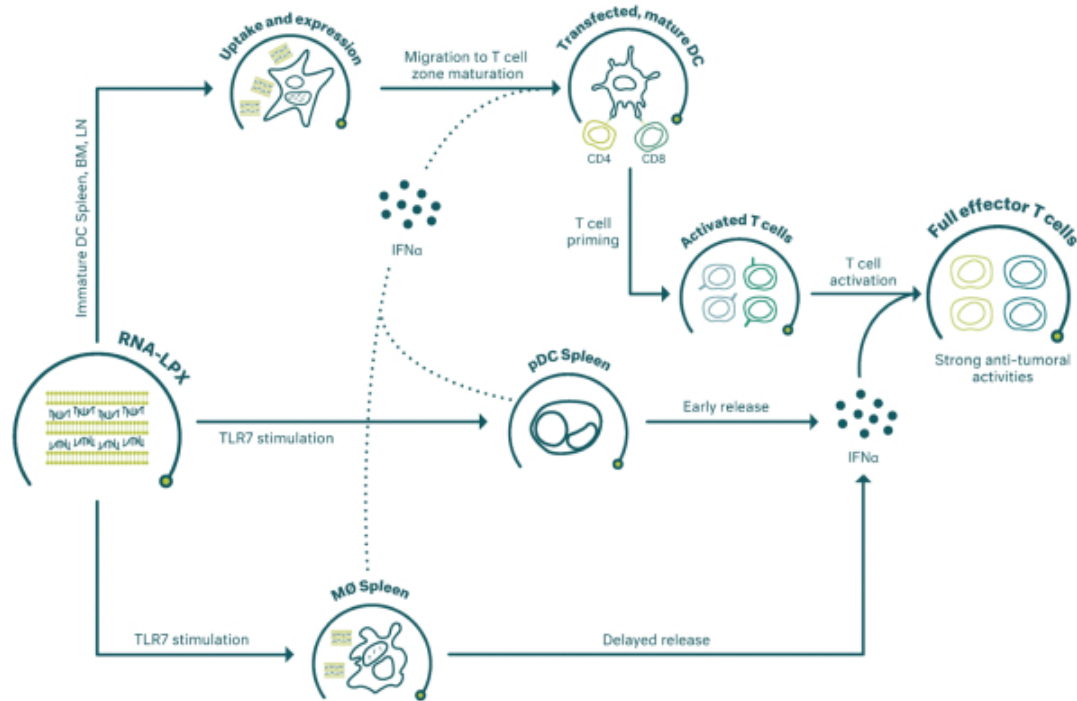 Uptake and expression
Migration to T cell
zone maturation
Transfected, mature DC
CD4
CD8
Immature DC Spleen, BM, LN
IFNα
T cell
priming
Activated T cells
T cell
activation
Full effector T cells
Strong anti-tumoral
activities
RNA-LPX
TLR7 stimulation
pDC Spleen
Early release
IFNα
MØ Spleen
TLR7 stimulation
Delayed release